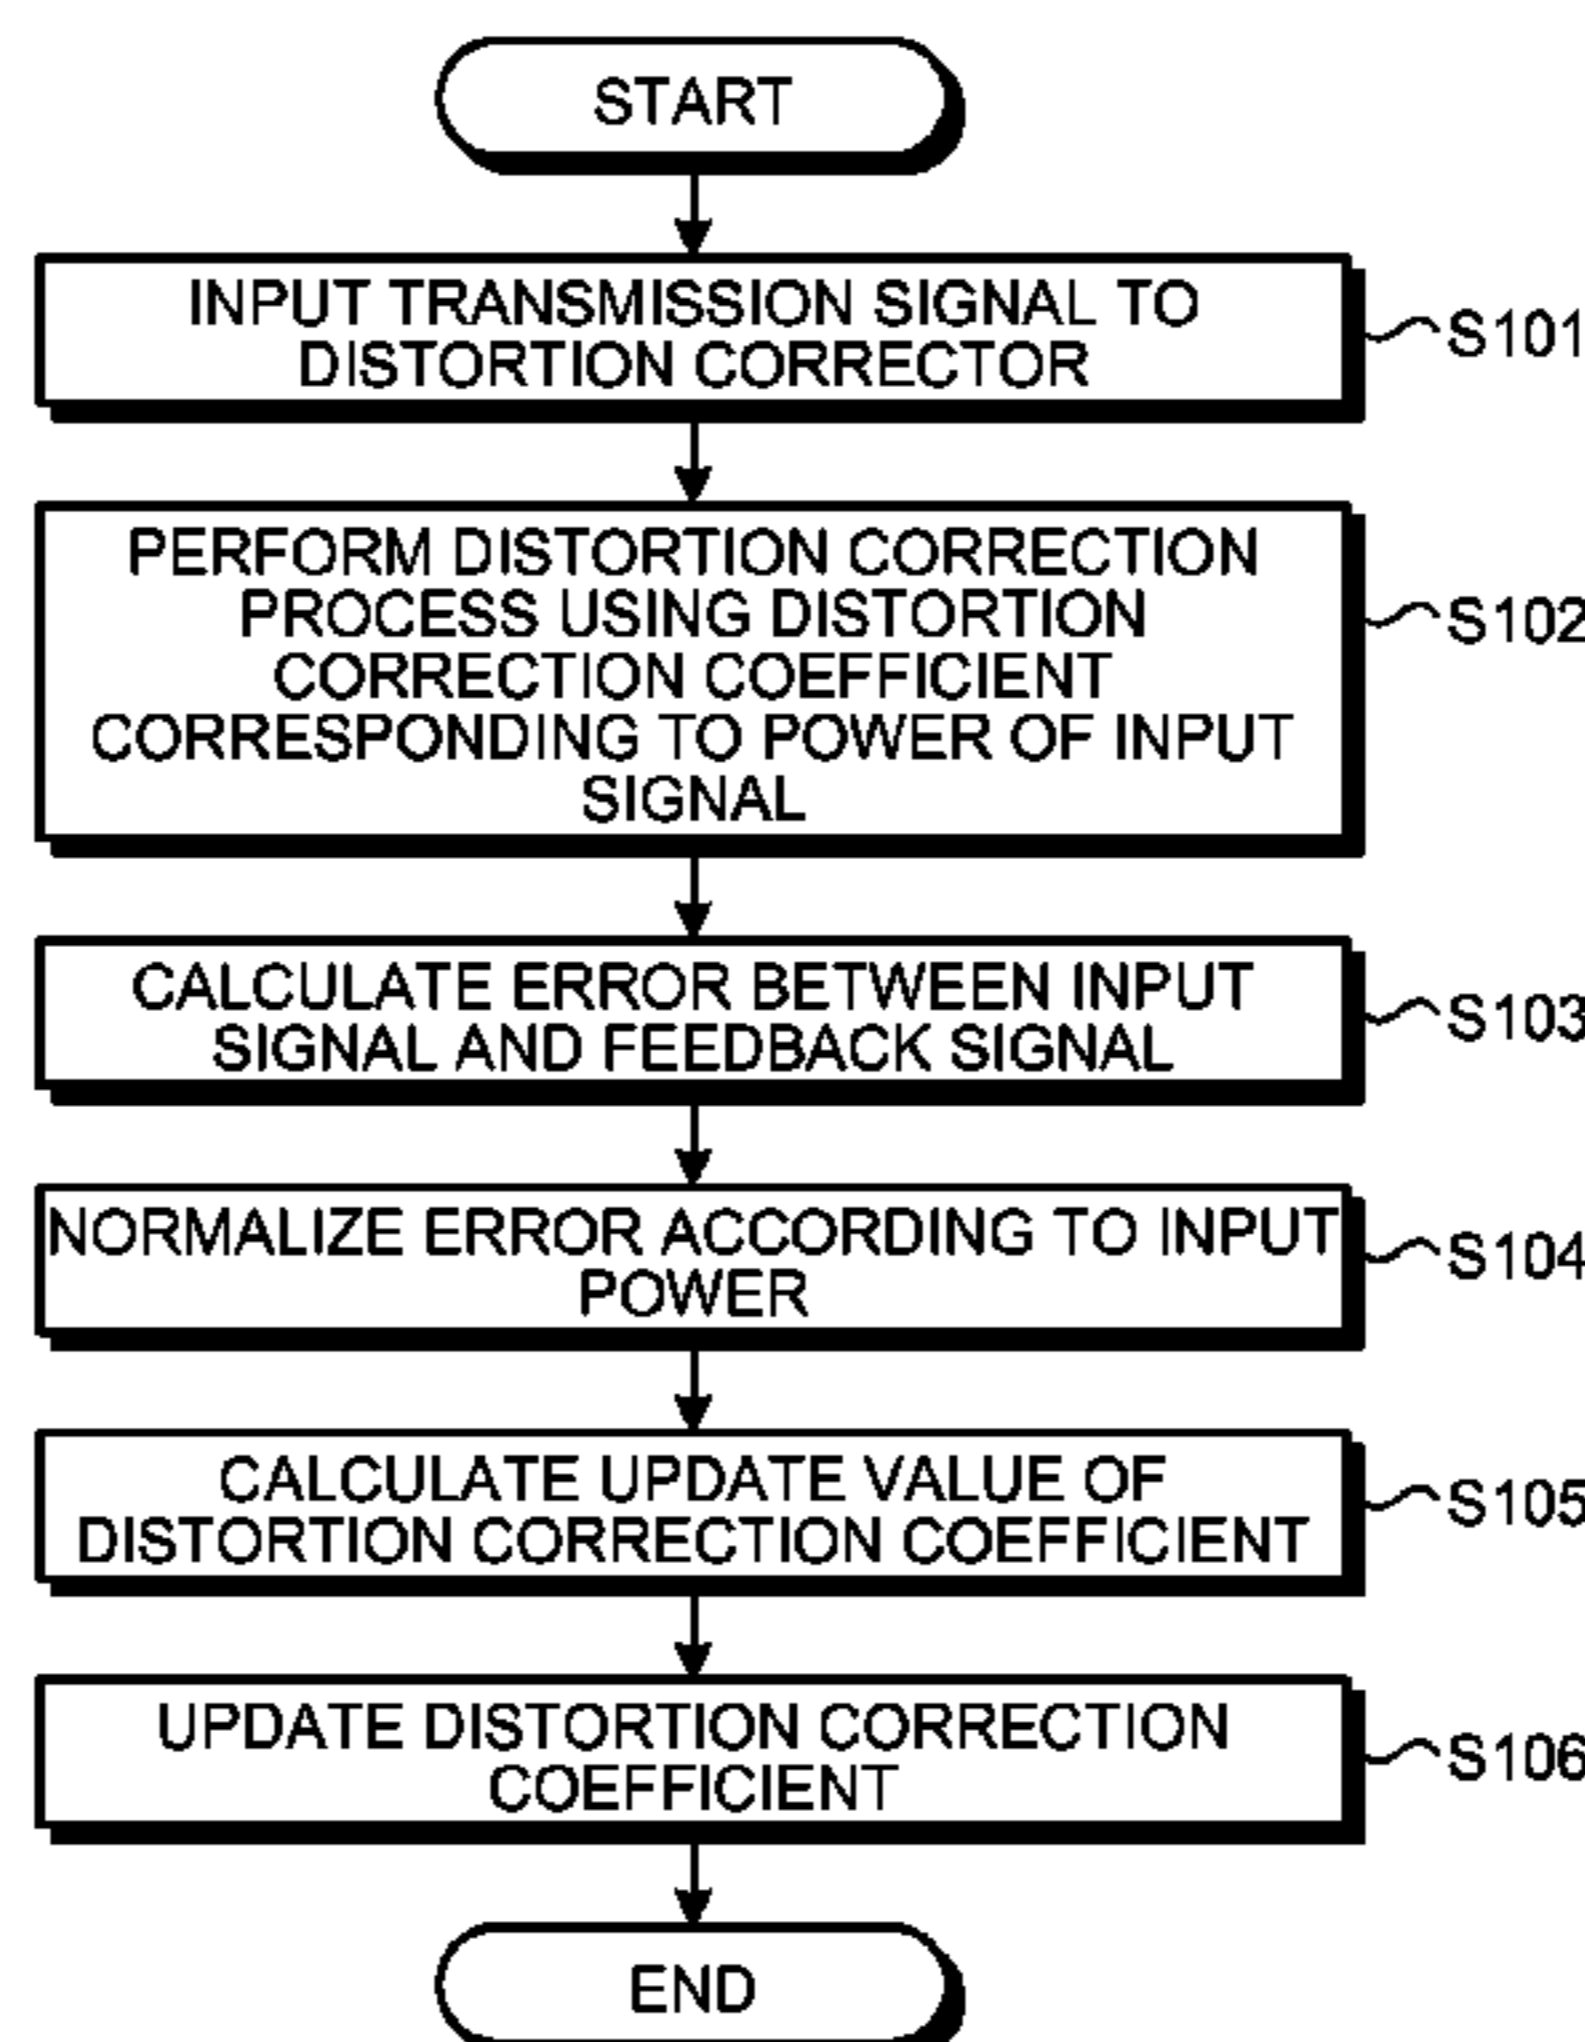 START
INPUT TRANSMISSION SIGNAL TO
DISTORTION CORRECTOR
S101
PERFORM DISTORTION CORRECTION
PROCESS USING DISTORTION
CORRECTION COEFFICIENT
CORRESPONDING TO POWER OF INPUT
SIGNAL
S102
CALCULATE ERROR BETWEEN INPUT
SIGNAL AND FEEDBACK SIGNAL
S103
NORMALIZE ERROR ACCORDING TO INPUT
POWER
S104
CALCULATE UPDATE VALUE OF
DISTORTION CORRECTION COEFFICIENT
S105
UPDATE DISTORTION CORRECTION
COEFFICIENT
S106
END